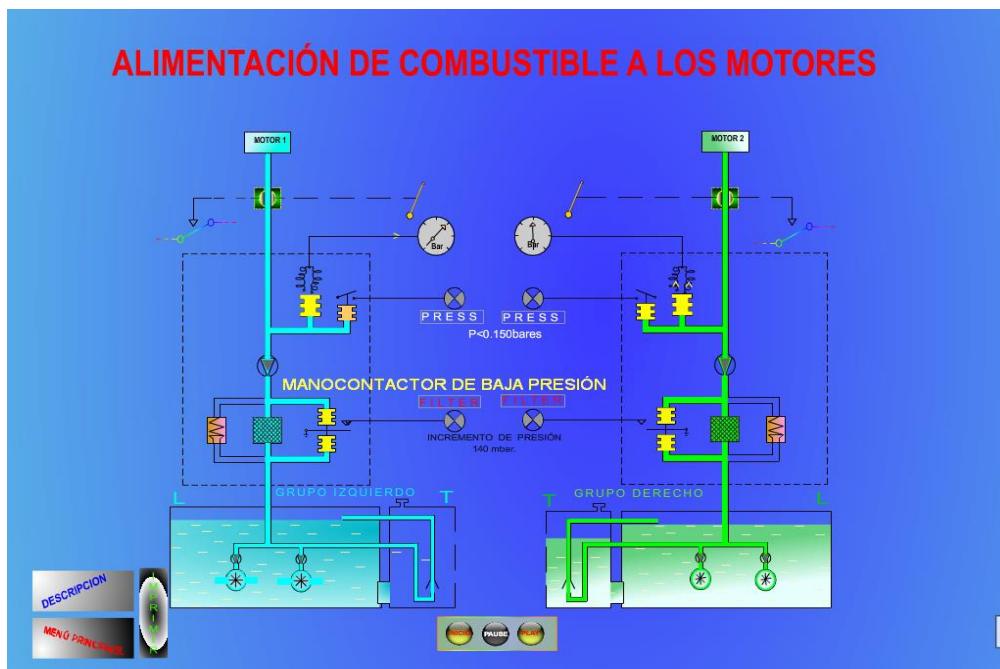 ALIMENTACIÓN DE COMBUSTIBLE A LOS MOTORES
MOTOR 1
MOTOR 2
Bar
Bar
PRESS
PRESS
P<0.150bares
MANOCONTACTOR DE BAJA PRESIÓN
FILTER
FILTER
INCREMENTO DE PRESIÓN
140 mbar.
L
GRUPO IZQUIERDO
T
T
GRUPO DERECHO
L
DESCRIPCION
MENÚ PRINCIPAL
INICIO
PAUSE
PLAY